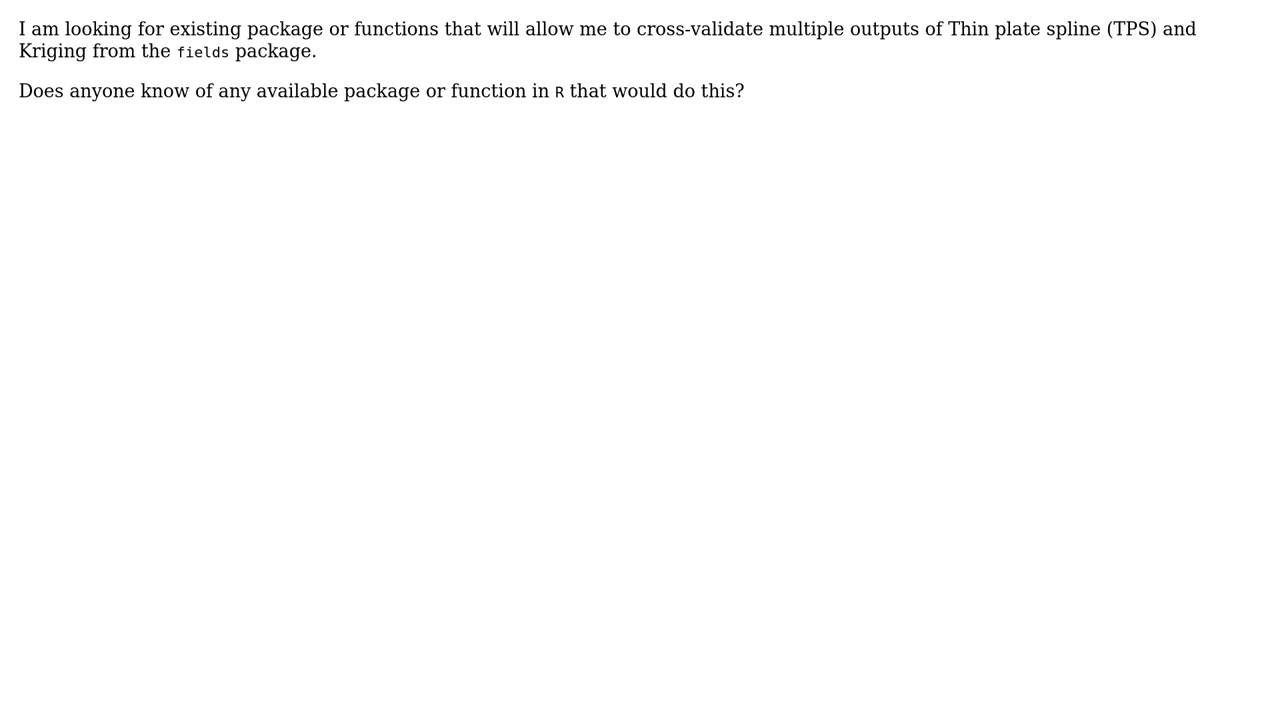 I am looking for existing package or functions that will allow me to cross-validate multiple outputs of Thin plate spline (TPS) and
Kriging from the fields package.
Does anyone know of any available package or function in R that would do this?